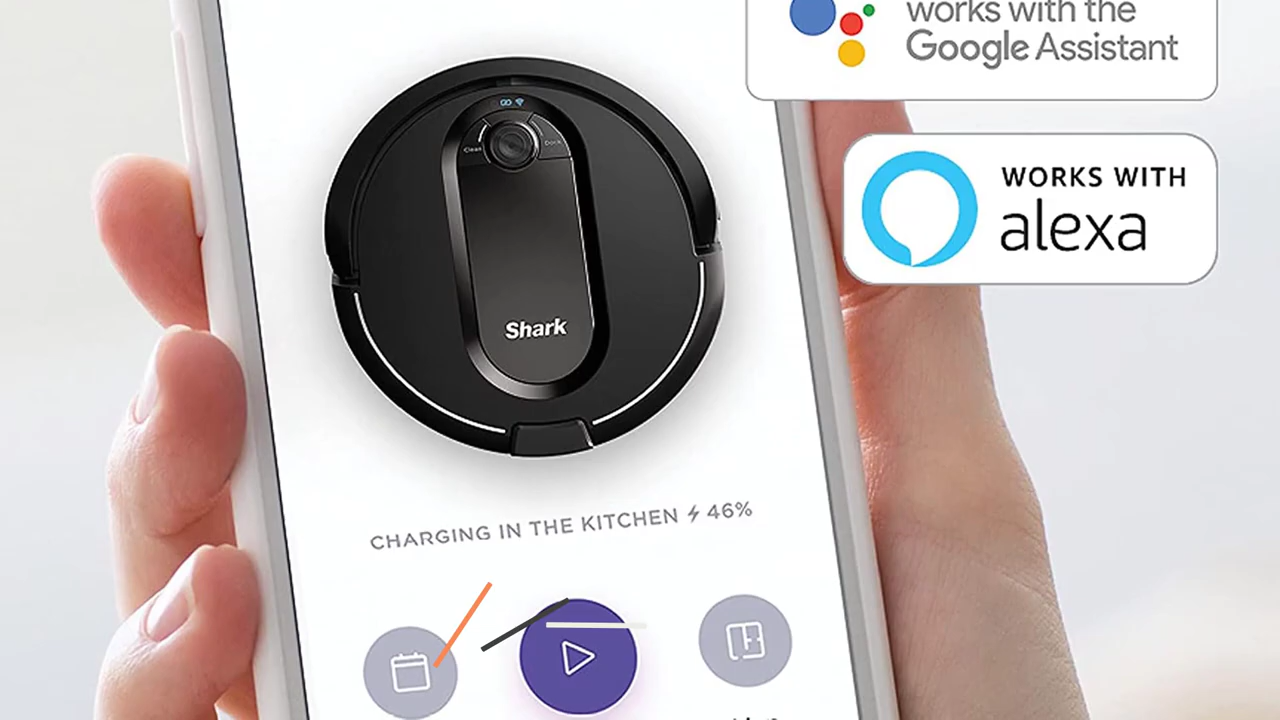 works with the
Google Assistant
WORKS WITH
alexa
Clean
Dock
Shark
CHARGING IN THE KITCHEN 46%